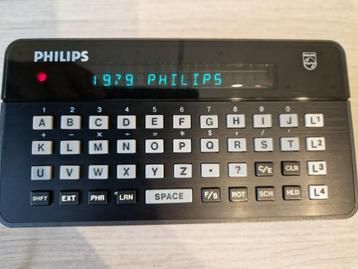 PHILIPS
1979 PHILIPS
1 2 3 4 5 6 7 8 9 0
A B C D E F G H I J L1
+ − × ÷ % ( ) $ / '
K L M N O P Q R S T L2
U V W X Y Z . ? C/E CLR L3
SHIFT EXT PHR LRN SPACE F/S ROT SCH HLD L4